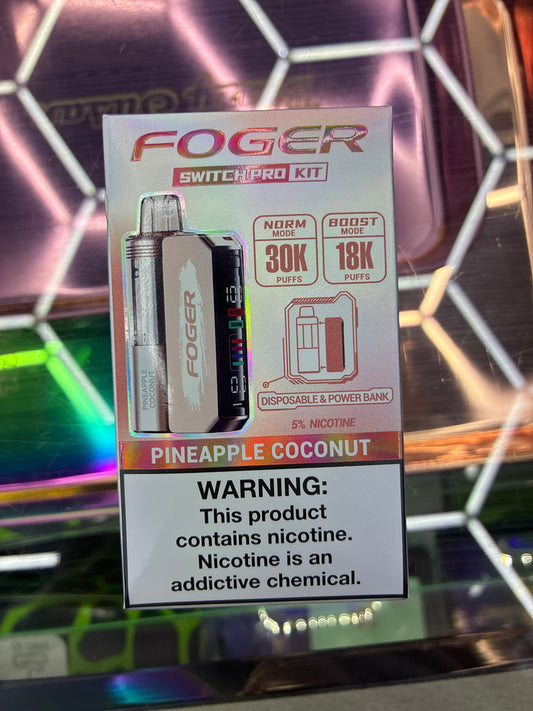 FOGER
SWITCH PRO KIT
NORM
MODE
30K
PUFFS
BOOST
MODE
18K
PUFFS
FOGER
PINEAPPLE
COCONUT
DISPOSABLE & POWER BANK
5% NICOTINE
PINEAPPLE COCONUT
WARNING:
This product
contains nicotine.
Nicotine is an
addictive chemical.